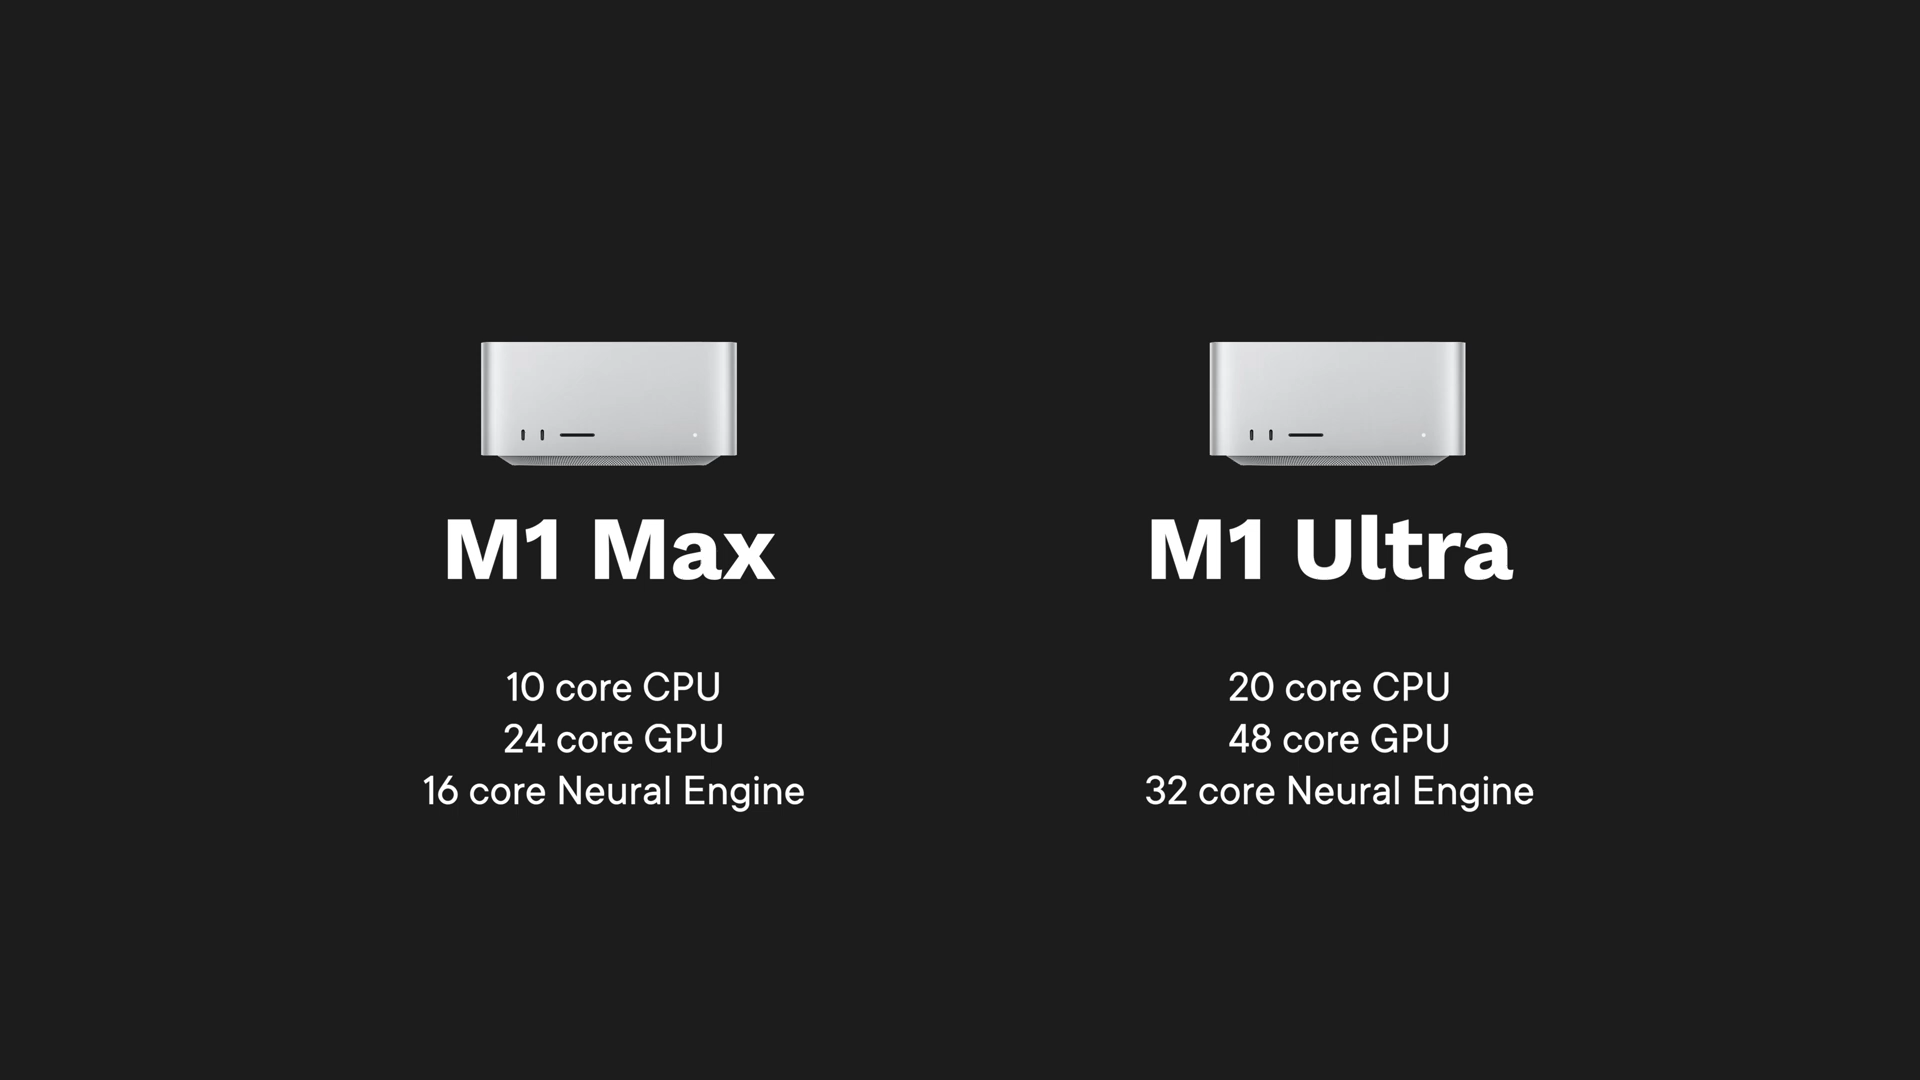 M1 Max
10 core CPU
24 core GPU
16 core Neural Engine
M1 Ultra
20 core CPU
48 core GPU
32 core Neural Engine